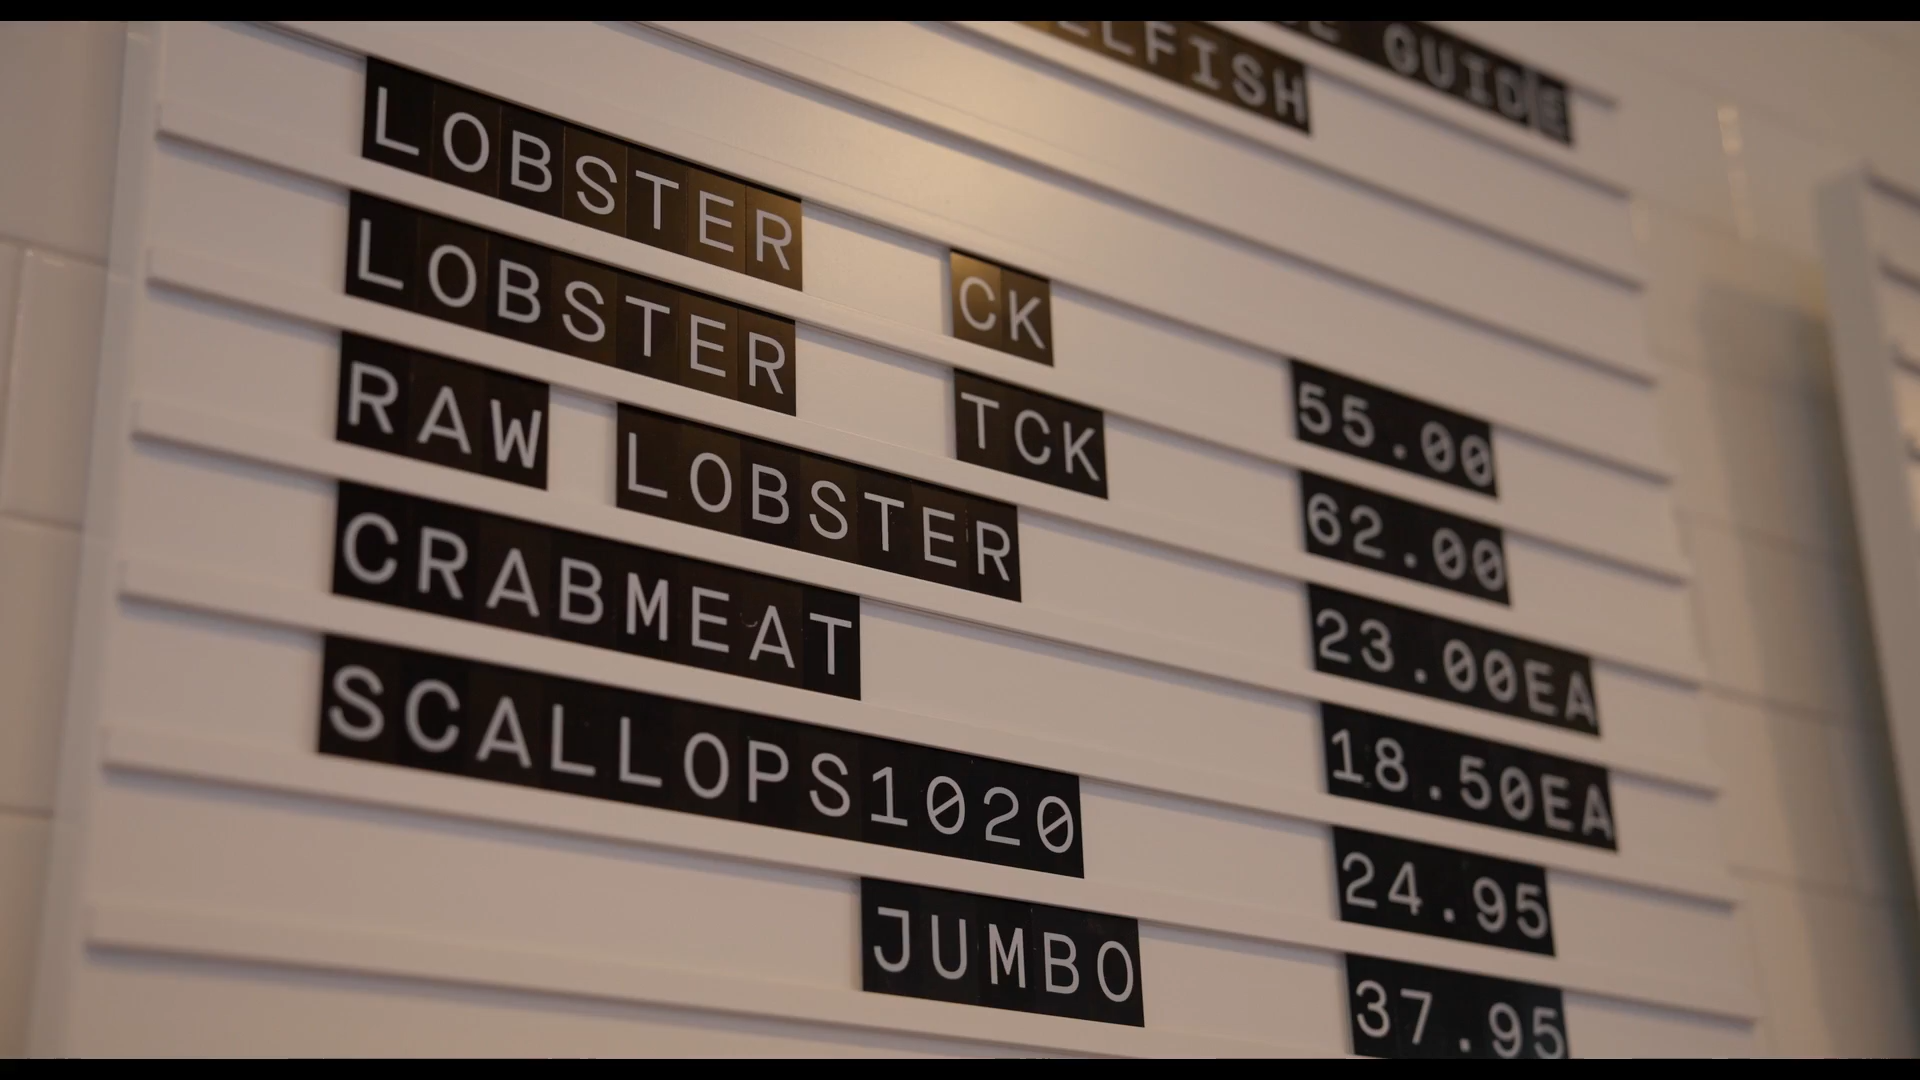 GUIDE
LFISH
LOBSTER CK 55.00
LOBSTER TCK 62.00
RAW LOBSTER 23.00EA
CRABMEAT 18.50EA
SCALLOPS1020 24.95
JUMBO 37.95